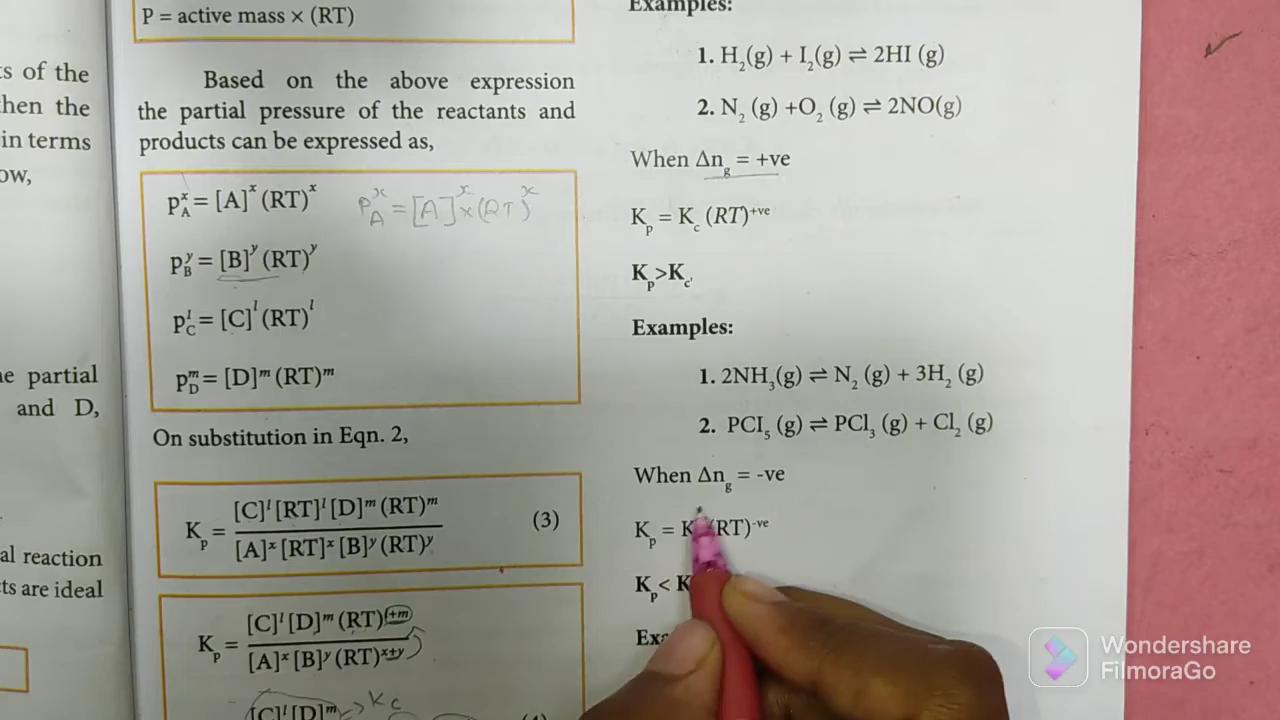 ts of the
then the
in terms
ow,
e partial
and D,
al reaction
ts are ideal
P = active mass × (RT)
Based on the above expression
the partial pressure of the reactants and
products can be expressed as,
p_A^x = [A]^x (RT)^x
P_A^x = [A]^x × (RT)^x
p_B^y = [B]^y (RT)^y
p_C^l = [C]^l (RT)^l
p_D^m = [D]^m (RT)^m
On substitution in Eqn. 2,
K_p = [C]^l [RT]^l [D]^m (RT)^m / [A]^x [RT]^x [B]^y (RT)^y (3)
K_p = [C]^l [D]^m (RT)^l+m / [A]^x [B]^y (RT)^x+y
[C]^l [D]^m → Kc (4)
Examples:
1. H₂(g) + I₂(g) ⇌ 2HI (g)
2. N₂ (g) +O₂ (g) ⇌ 2NO(g)
When Δn_g = +ve
K_p = K_c (RT)^+ve
K_p>K_c,
Examples:
1. 2NH₃(g) ⇌ N₂ (g) + 3H₂ (g)
2. PCI₅ (g) ⇌ PCl₃ (g) + Cl₂ (g)
When Δn_g = -ve
K_p = K (RT)^-ve
K_p< K
Exa
Wondershare
FilmoraGo